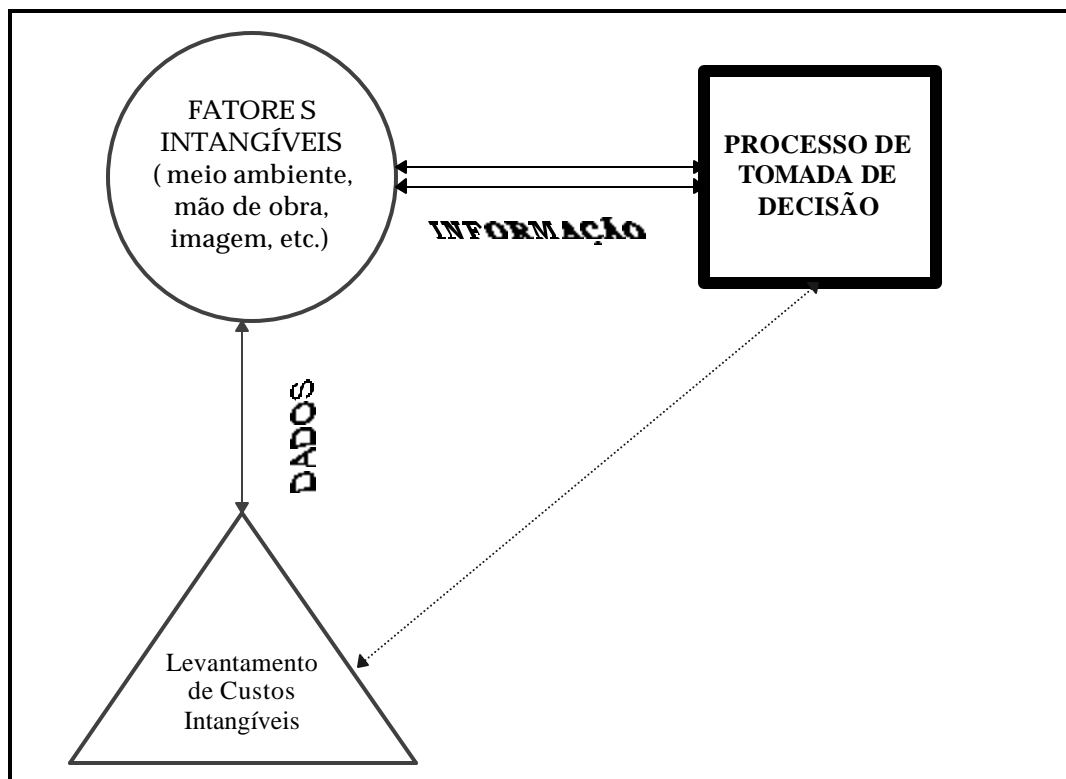 FATORES
INTANGÍVEIS
( meio ambiente,
mão de obra,
imagem, etc.)
PROCESSO DE
TOMADA DE
DECISÃO
INFORMAÇÃO
DADOS
Levantamento
de Custos
Intangíveis